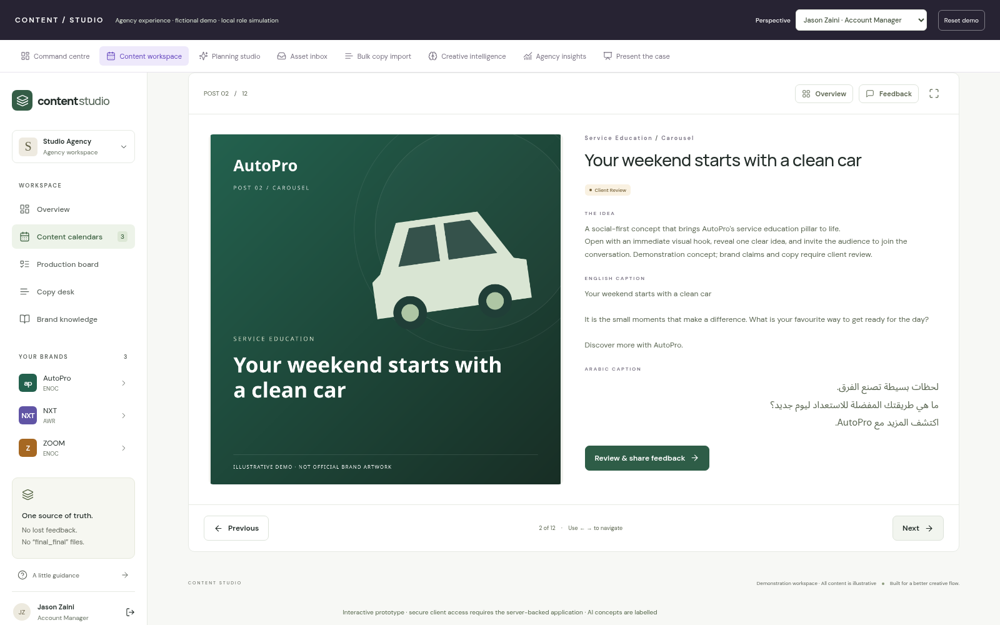 CONTENT / STUDIO
Agency experience · fictional demo · local role simulation
Perspective
Jason Zaini · Account Manager
Reset demo
Command centre
Content workspace
Planning studio
Asset inbox
Bulk copy import
Creative intelligence
Agency insights
Present the case
contentstudio
S
Studio Agency
Agency workspace
WORKSPACE
Overview
Content calendars 3
Production board
Copy desk
Brand knowledge
YOUR BRANDS 3
ap
AutoPro
ENOC
NXT
NXT
AWR
Z
ZOOM
ENOC
One source of truth.
No lost feedback.
No “final_final” files.
A little guidance
JZ
Jason Zaini
Account Manager
POST 02 / 12
Overview
Feedback
AutoPro
POST 02 / CAROUSEL
SERVICE EDUCATION
Your weekend starts with
a clean car
ILLUSTRATIVE DEMO · NOT OFFICIAL BRAND ARTWORK
Service Education / Carousel
Your weekend starts with a clean car
Client Review
THE IDEA
A social-first concept that brings AutoPro's service education pillar to life.
Open with an immediate visual hook, reveal one clear idea, and invite the audience to join the
conversation. Demonstration concept; brand claims and copy require client review.
ENGLISH CAPTION
Your weekend starts with a clean car
It is the small moments that make a difference. What is your favourite way to get ready for the day?
Discover more with AutoPro.
ARABIC CAPTION
لحظات بسيطة تصنع الفرق.
ما هي طريقتك المفضلة للاستعداد ليوم جديد؟
اكتشف المزيد مع AutoPro.
Review & share feedback →
← Previous
2 of 12 · Use ← → to navigate
Next →
CONTENT STUDIO
Demonstration workspace · All content is illustrative • Built for a better creative flow.
Interactive prototype · secure client access requires the server-backed application · AI concepts are labelled